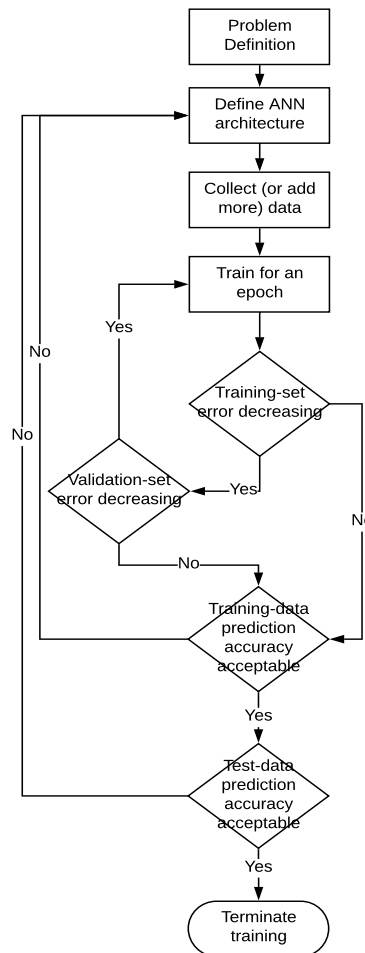 Problem
Definition
Define ANN
architecture
Collect (or add
more) data
Train for an
epoch
Yes
No
Training-set
error decreasing
No
Validation-set
error decreasing
Yes
No
Training-data
prediction
accuracy
acceptable
Yes
Test-data
prediction
accuracy
acceptable
Yes
Terminate
training